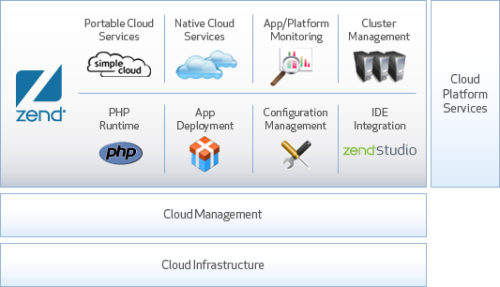 Portable Cloud
Services
simple
cloud
Native Cloud
Services
App/Platform
Monitoring
Cluster
Management
zend
PHP
Runtime
php
App
Deployment
Configuration
Management
IDE
Integration
zend studio
Cloud
Platform
Services
Cloud Management
Cloud Infrastructure